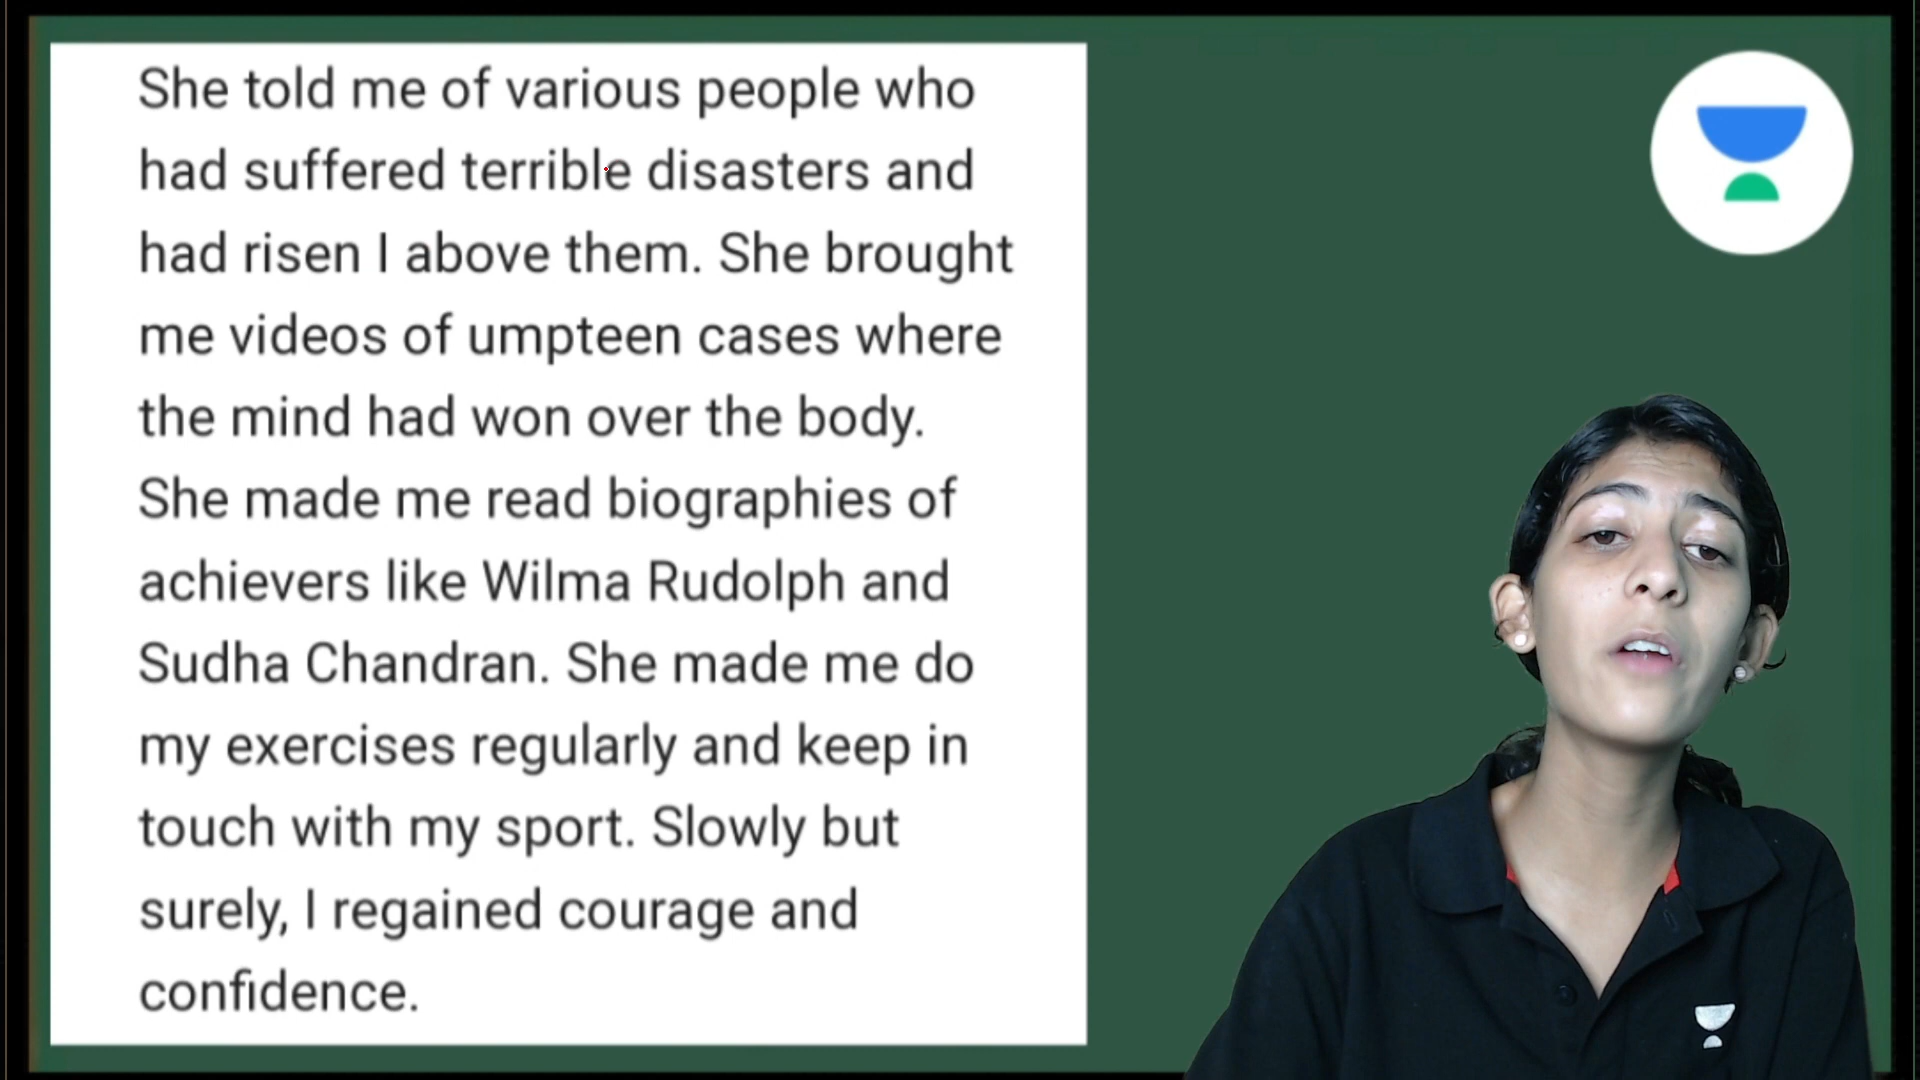 She told me of various people who
had suffered terrible disasters and
had risen I above them. She brought
me videos of umpteen cases where
the mind had won over the body.
She made me read biographies of
achievers like Wilma Rudolph and
Sudha Chandran. She made me do
my exercises regularly and keep in
touch with my sport. Slowly but
surely, I regained courage and
confidence.